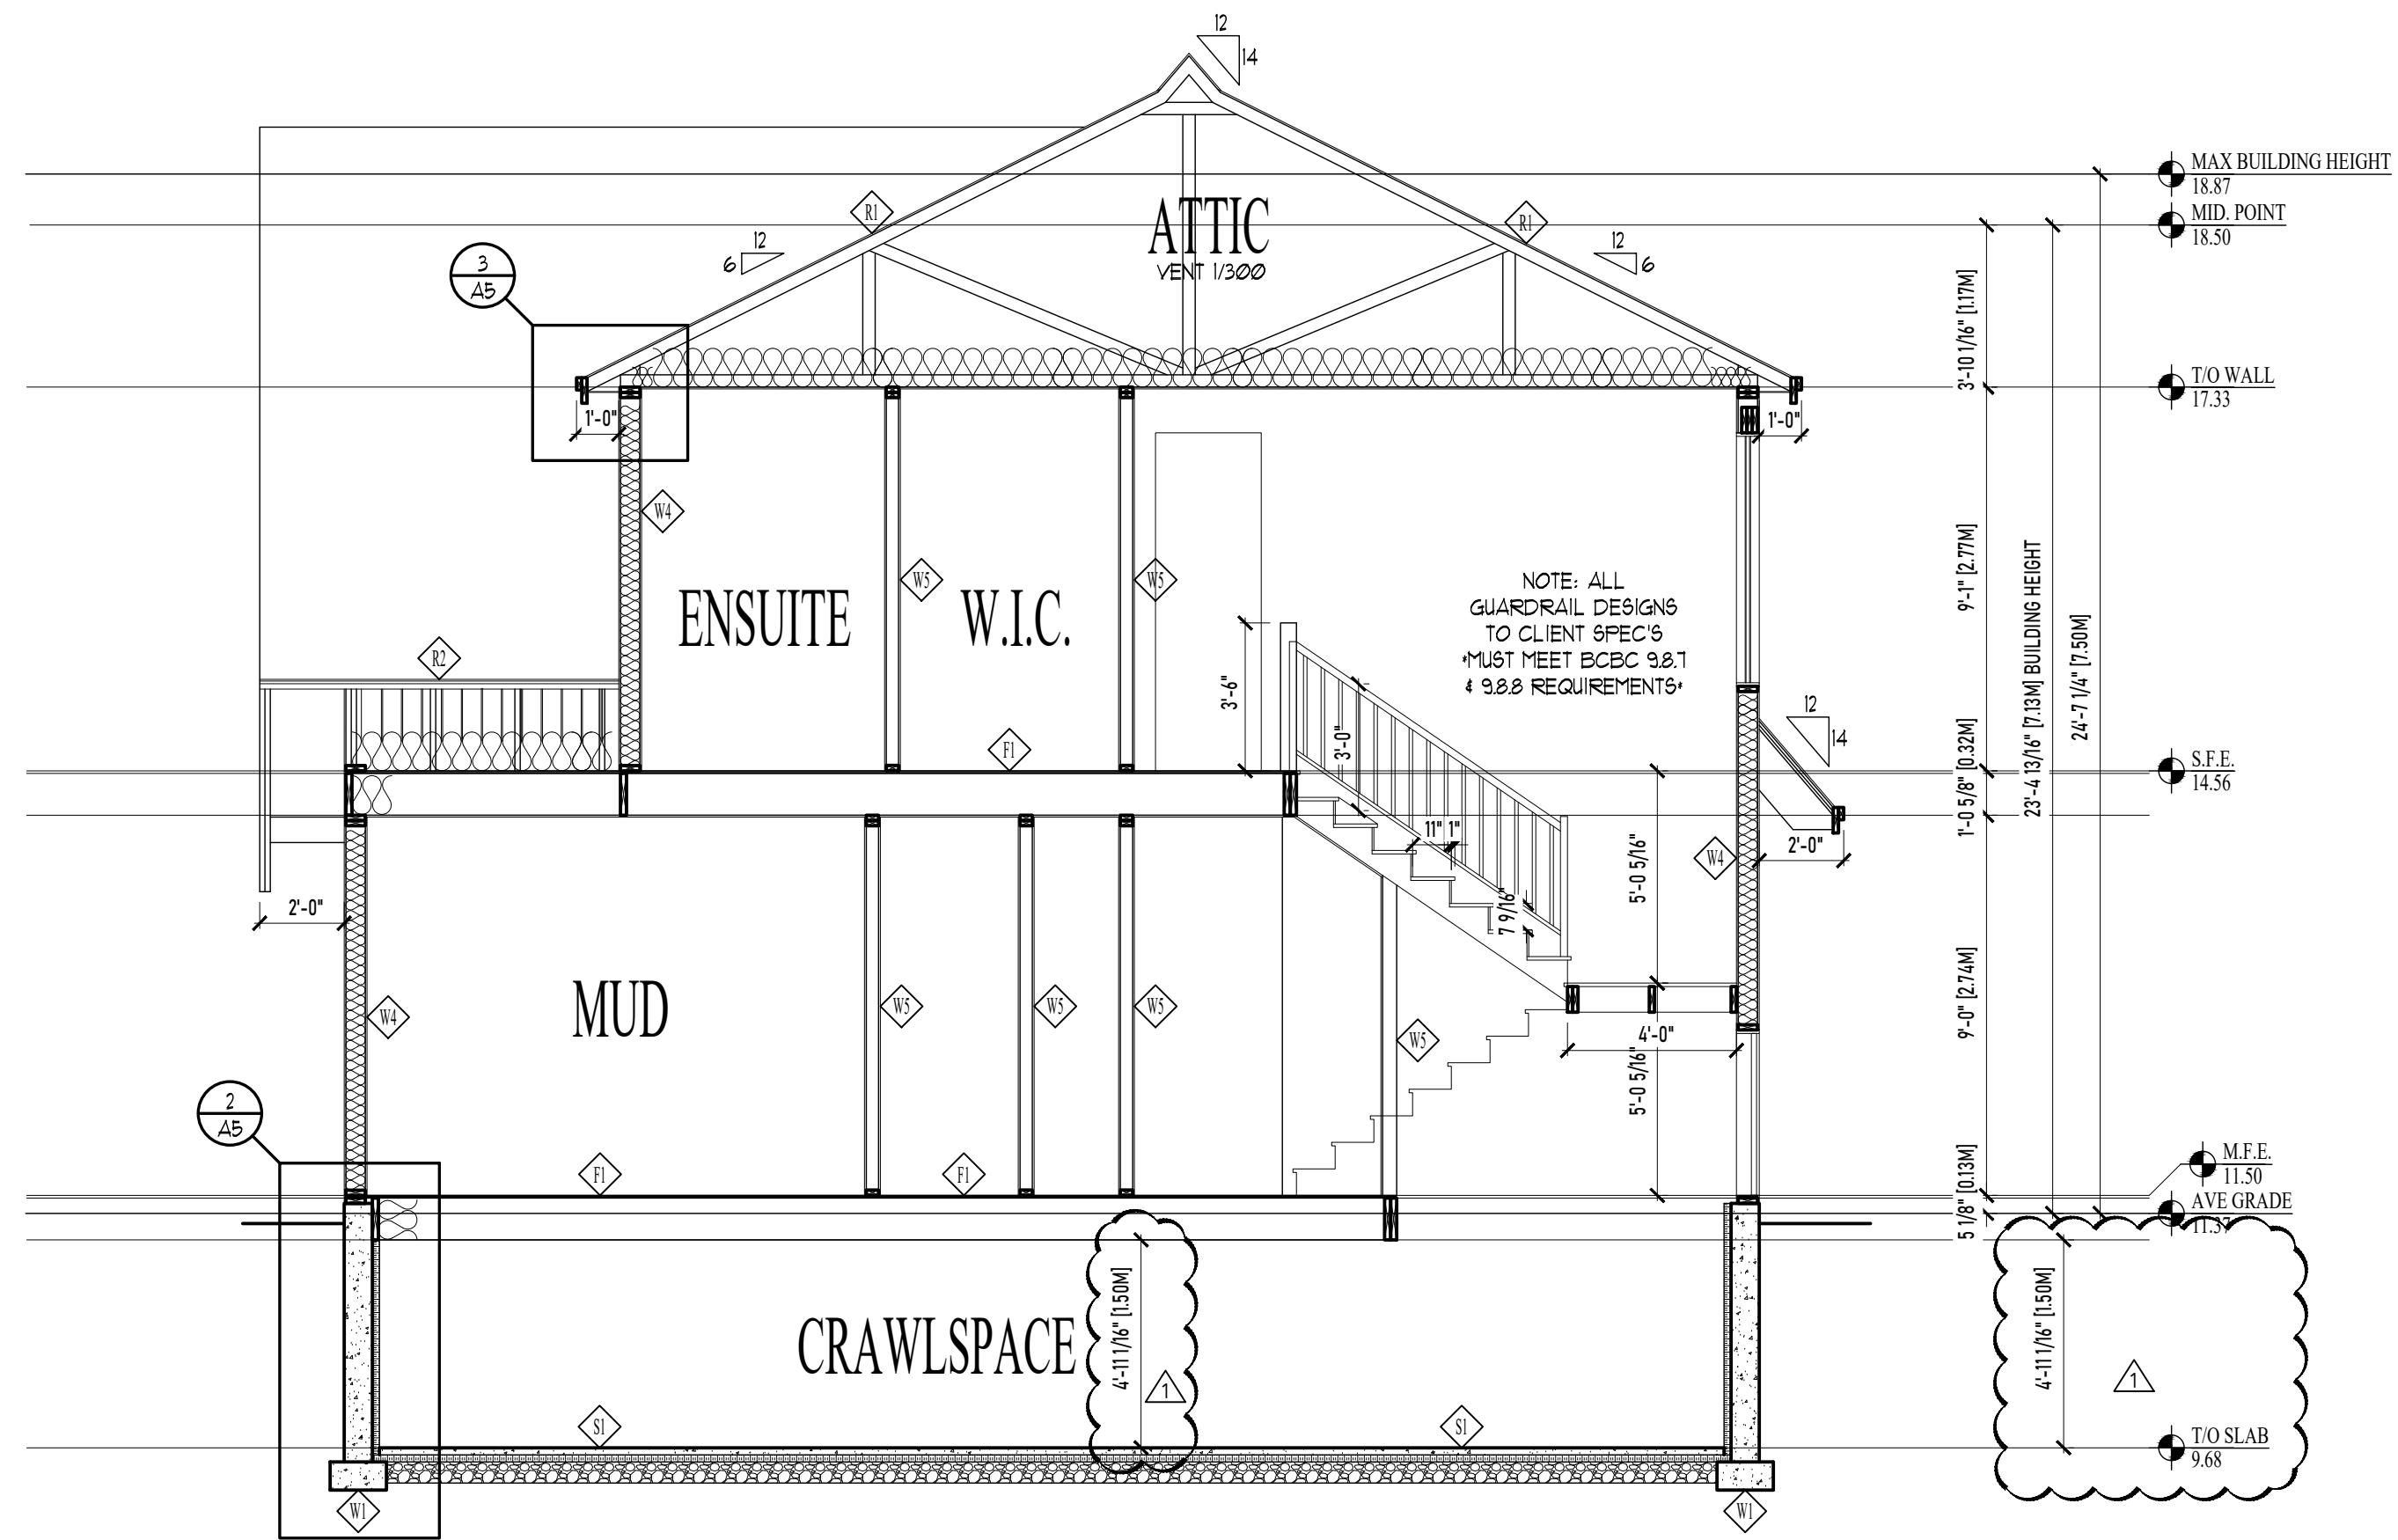 12
14
MAX BUILDING HEIGHT
18.87
MID. POINT
18.50
R1
ATTIC
VENT 1/300
R1
12
6
12
6
3
A5
3'-10 1/16" [1.17M]
T/O WALL
17.33
1'-0"
1'-0"
W4
ENSUITE
W5
W.I.C.
W5
NOTE: ALL
GUARDRAIL DESIGNS
TO CLIENT SPEC'S
*MUST MEET BCBC 9.8.7
& 9.8.8 REQUIREMENTS*
9'-1" [2.77M]
23'-4 13/16" [7.13M] BUILDING HEIGHT
24'-7 1/4" [7.50M]
R2
3'-6"
3'-0"
F1
12
14
S.F.E.
14.56
1'-0 5/8" [0.32M]
11"
1"
7 9/16"
5'-0 5/16"
W4
2'-0"
2'-0"
MUD
W4
W5
W5
W5
W5
4'-0"
5'-0 5/16"
9'-0" [2.74M]
2
A5
F1
F1
M.F.E.
11.50
AVE GRADE
11.37
5 1/8" [0.13M]
CRAWLSPACE
4'-11 1/16" [1.50M]
1
4'-11 1/16" [1.50M]
1
S1
S1
T/O SLAB
9.68
W1
W1